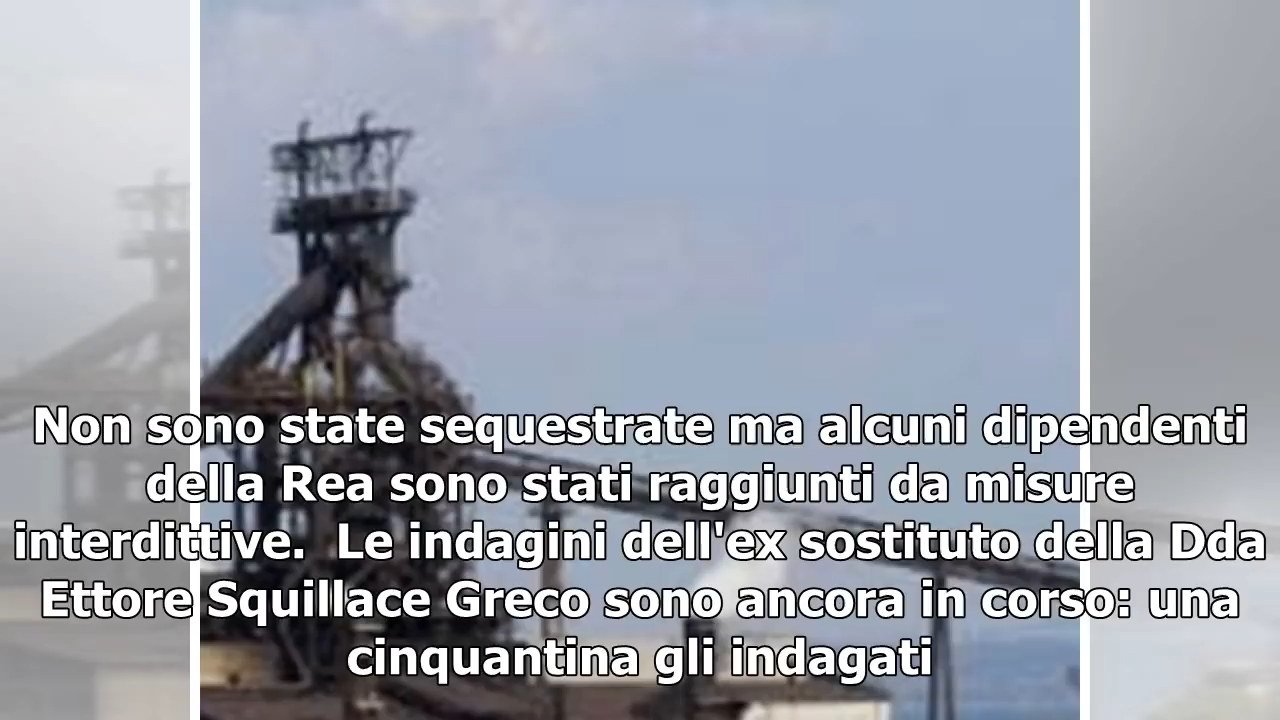 Non sono state sequestrate ma alcuni dipendenti
della Rea sono stati raggiunti da misure
interdittive.  Le indagini dell'ex sostituto della Dda
Ettore Squillace Greco sono ancora in corso: una
cinquantina gli indagati